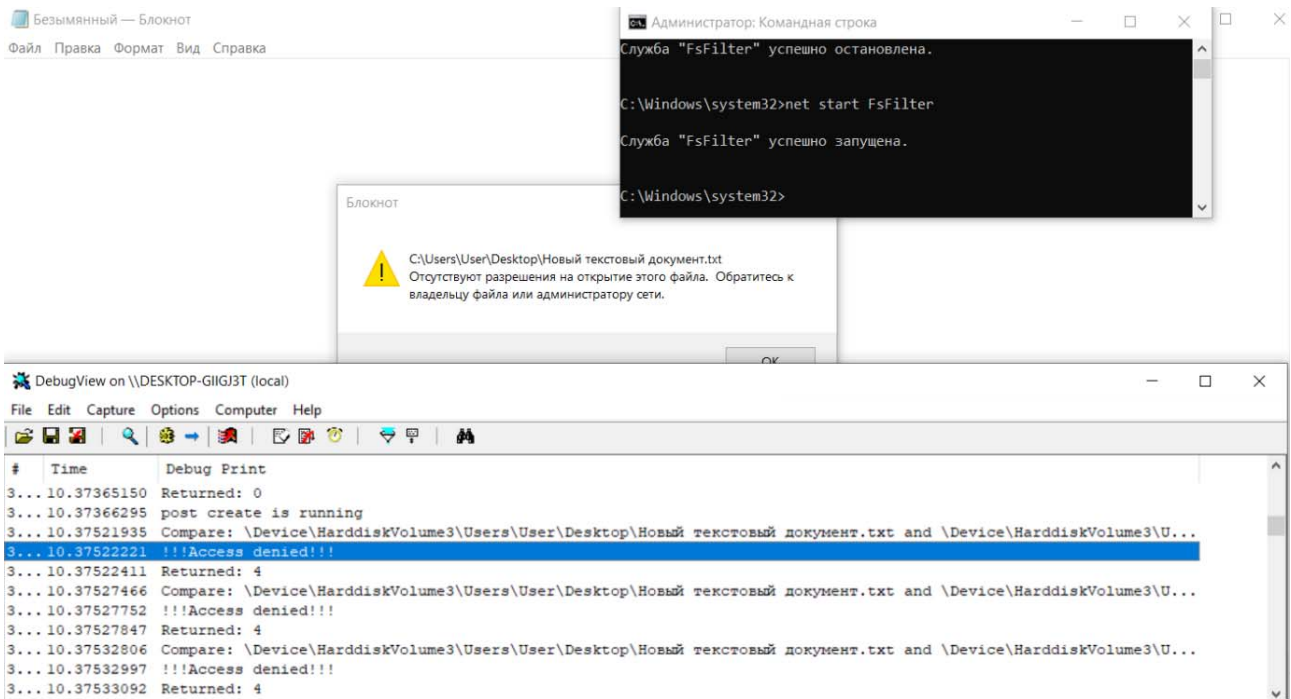 Безымянный — Блокнот
Файл Правка Формат Вид Справка
Администратор: Командная строка
Служба "FsFilter" успешно остановлена.
C:\Windows\system32>net start FsFilter
Служба "FsFilter" успешно запущена.
C:\Windows\system32>
Блокнот
C:\Users\User\Desktop\Новый текстовый документ.txt
Отсутствуют разрешения на открытие этого файла. Обратитесь к
владельцу файла или администратору сети.
OK
DebugView on \\DESKTOP-GIIGJ3T (local)
File Edit Capture Options Computer Help
# Time Debug Print
3... 10.37365150 Returned: 0
3... 10.37366295 post create is running
3... 10.37521935 Compare: \Device\HarddiskVolume3\Users\User\Desktop\Новый текстовый документ.txt and \Device\HarddiskVolume3\U...
3... 10.37522221 !!!Access denied!!!
3... 10.37522411 Returned: 4
3... 10.37527466 Compare: \Device\HarddiskVolume3\Users\User\Desktop\Новый текстовый документ.txt and \Device\HarddiskVolume3\U...
3... 10.37527752 !!!Access denied!!!
3... 10.37527847 Returned: 4
3... 10.37532806 Compare: \Device\HarddiskVolume3\Users\User\Desktop\Новый текстовый документ.txt and \Device\HarddiskVolume3\U...
3... 10.37532997 !!!Access denied!!!
3... 10.37533092 Returned: 4